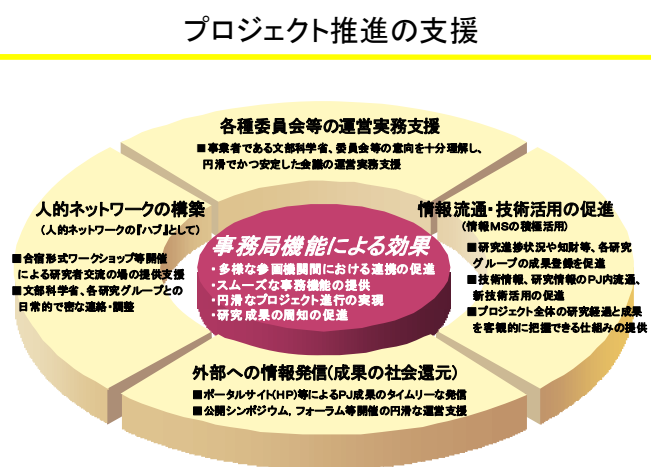 プロジェクト推進の支援
各種委員会等の運営実務支援
■事業者である文部科学省、委員会等の意向を十分理解し、
円滑でかつ安定した会議の運営実務支援
人的ネットワークの構築
(人的ネットワークの『ハブ』として)
■合宿形式ワークショップ等開催
による研究者交流の場の提供支援
■文部科学省、各研究グループとの
日常的で密な連絡・調整
情報流通・技術活用の促進
(情報MSの積極活用)
■研究進捗状況や知財等、各研究
グループの成果登録を促進
■技術情報、研究情報のPJ内流通、
新技術活用の促進
■プロジェクト全体の研究経過と成果
を客観的に把握できる仕組みの提供
事務局機能による効果
・多様な参画機関間における連携の促進
・スムーズな事務機能の提供
・円滑なプロジェクト進行の実現
・研究成果の周知の促進
外部への情報発信(成果の社会還元)
■ポータルサイト(HP)等によるPJ成果のタイムリーな発信
■公開シンポジウム,フォーラム等開催の円滑な運営支援